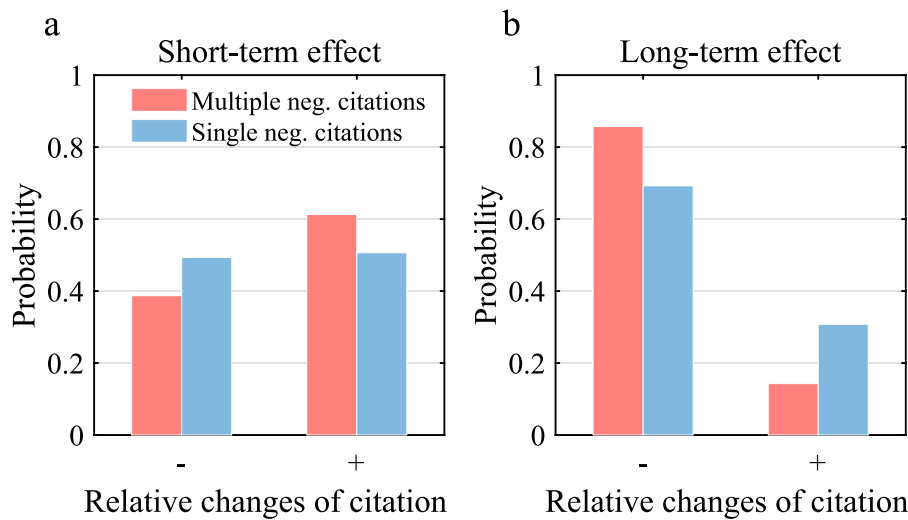 a
Short-term effect
1
0.8
0.6
0.4
0.2
0
Probability
Multiple neg. citations
Single neg. citations
- +
Relative changes of citation
b
Long-term effect
1
0.8
0.6
0.4
0.2
0
Probability
- +
Relative changes of citation